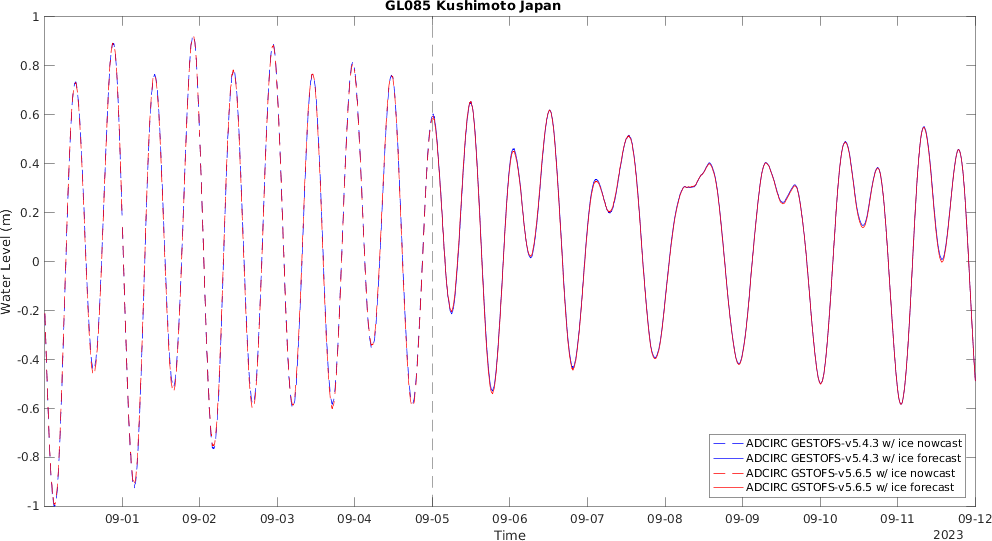 GL085 Kushimoto Japan
1
0.8
0.6
0.4
0.2
0
-0.2
-0.4
-0.6
-0.8
-1
Water Level (m)
ADCIRC GESTOFS-v5.4.3 w/ ice nowcast
ADCIRC GESTOFS-v5.4.3 w/ ice forecast
ADCIRC GSTOFS-v5.6.5 w/ ice nowcast
ADCIRC GSTOFS-v5.6.5 w/ ice forecast
09-01 09-02 09-03 09-04 09-05 09-06 09-07 09-08 09-09 09-10 09-11 09-12
Time
2023